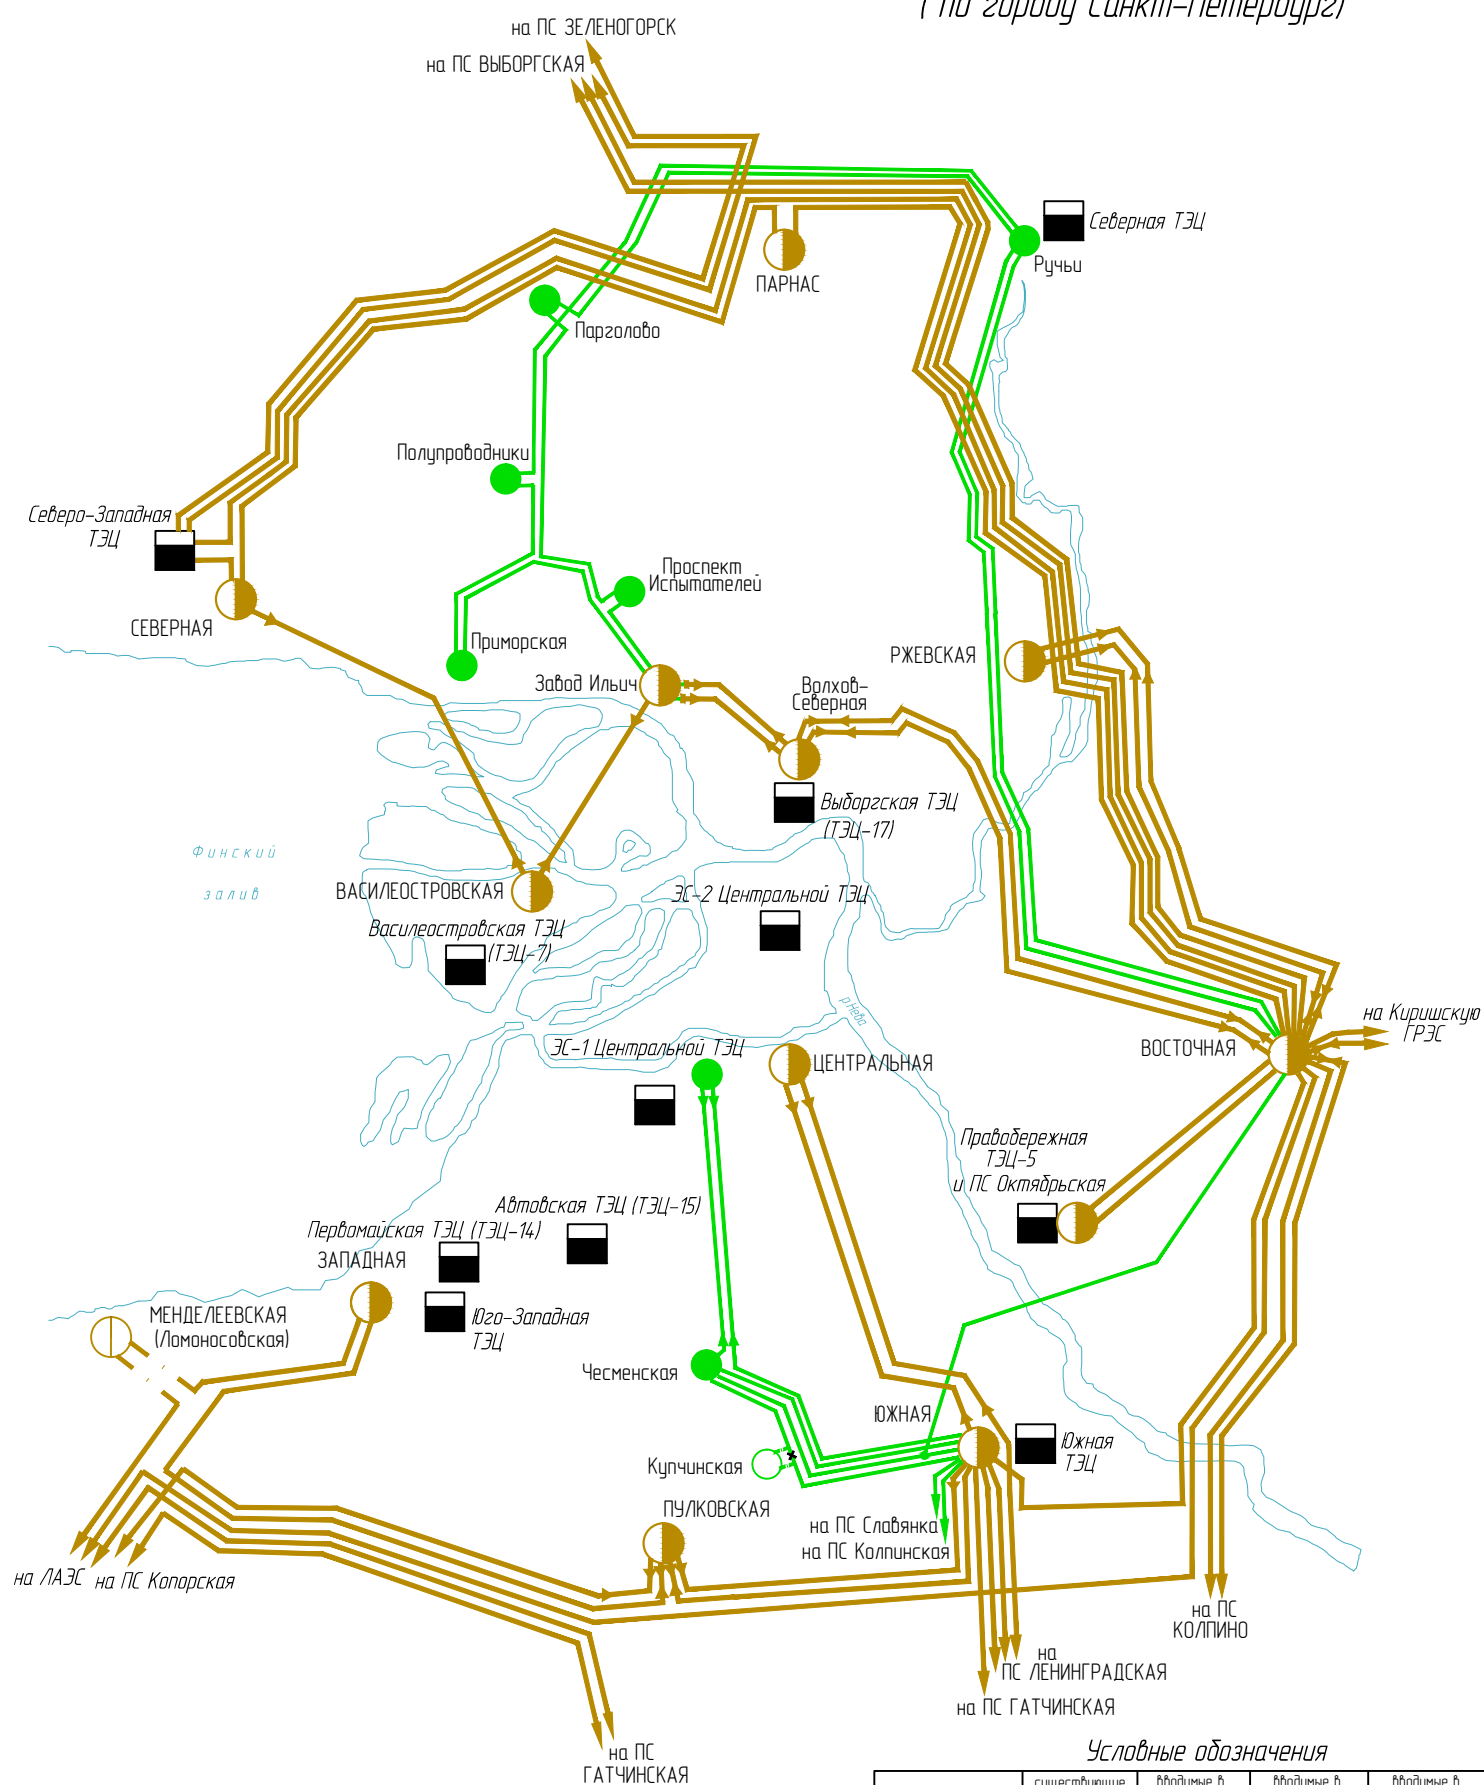 (по городу Санкт-Петербург)
на ПС ЗЕЛЕНОГОРСК
на ПС ВЫБОРГСКАЯ
Северная ТЭЦ
Ручьи
ПАРНАС
Парголово
Полупроводники
Северо-Западная
ТЭЦ
СЕВЕРНАЯ
Проспект
Испытателей
Приморская
РЖЕВСКАЯ
Завод Ильич
Волхов-
Северная
Выборгская ТЭЦ
(ТЭЦ-17)
Финский
залив
ВАСИЛЕОСТРОВСКАЯ
ЭС-2 Центральной ТЭЦ
Василеостровская ТЭЦ
(ТЭЦ-7)
р.Нева
на Киришскую
ГРЭС
ВОСТОЧНАЯ
ЭС-1 Центральной ТЭЦ
ЦЕНТРАЛЬНАЯ
Правобережная
ТЭЦ-5
и ПС Октябрьская
Автовская ТЭЦ (ТЭЦ-15)
Первомайская ТЭЦ (ТЭЦ-14)
ЗАПАДНАЯ
МЕНДЕЛЕЕВСКАЯ
(Ломоносовская)
Юго-Западная
ТЭЦ
Чесменская
ЮЖНАЯ
Южная
ТЭЦ
Купчинская
ПУЛКОВСКАЯ
на ПС Славянка
на ПС Колпинская
на ЛАЭС
на ПС Копорская
на ПС
КОЛПИНО
на
ПС ЛЕНИНГРАДСКАЯ
на ПС ГАТЧИНСКАЯ
на ПС
ГАТЧИНСКАЯ
Условные обозначения
существующие
вводимые в
вводимые в
вводимые в